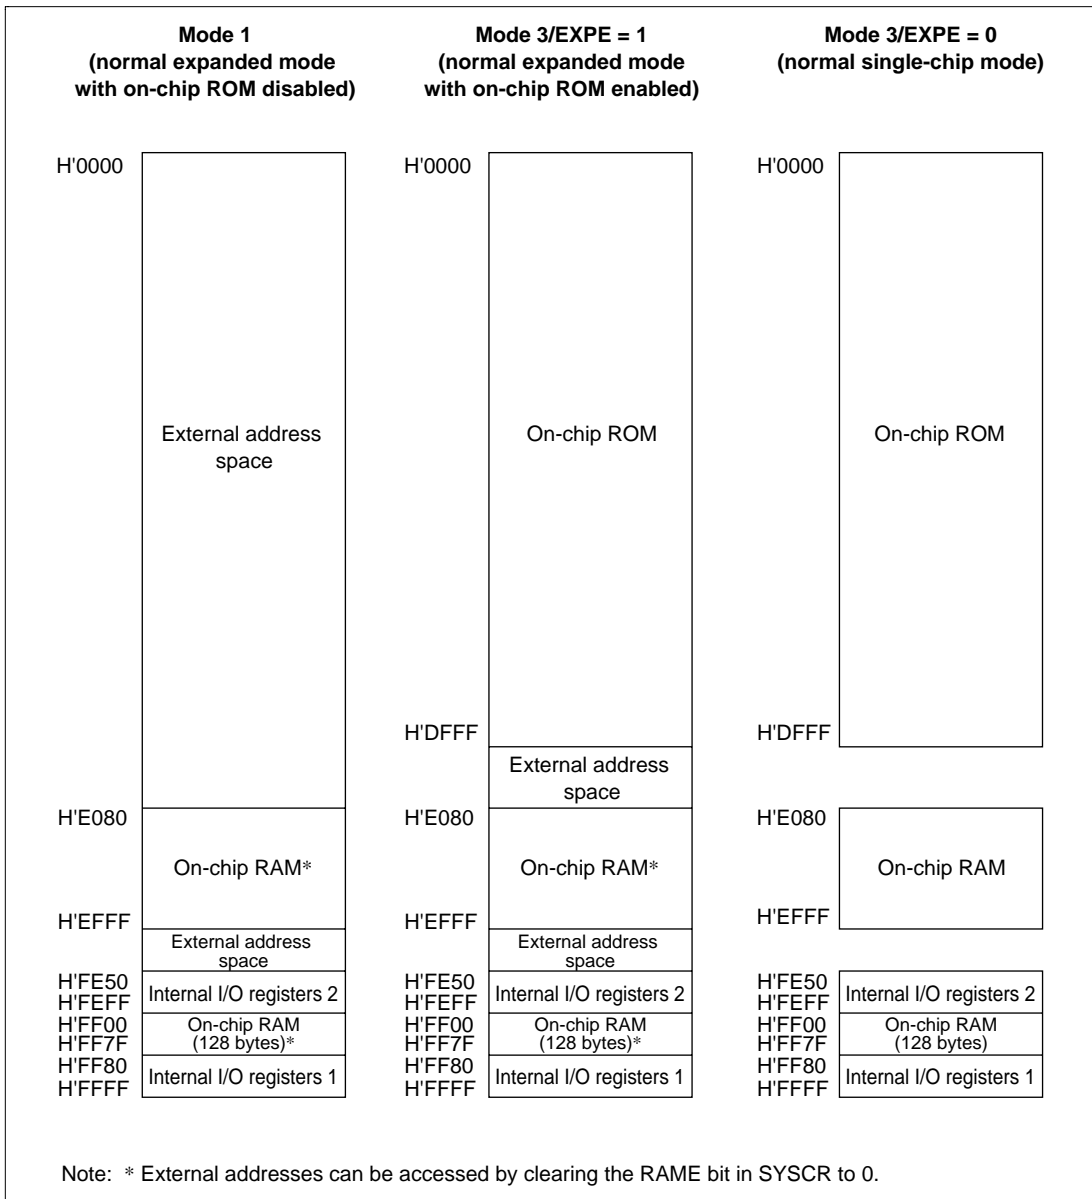 Mode 1
(normal expanded mode
with on-chip ROM disabled)
H'0000
External address
space
H'E080
On-chip RAM*
H'EFFF
External address
space
H'FE50
Internal I/O registers 2
H'FEFF
H'FF00
On-chip RAM
(128 bytes)*
H'FF7F
H'FF80
Internal I/O registers 1
H'FFFF
Mode 3/EXPE = 1
(normal expanded mode
with on-chip ROM enabled)
H'0000
On-chip ROM
H'DFFF
External address
space
H'E080
On-chip RAM*
H'EFFF
External address
space
H'FE50
Internal I/O registers 2
H'FEFF
H'FF00
On-chip RAM
(128 bytes)*
H'FF7F
H'FF80
Internal I/O registers 1
H'FFFF
Mode 3/EXPE = 0
(normal single-chip mode)
H'0000
On-chip ROM
H'DFFF
H'E080
On-chip RAM
H'EFFF
H'FE50
Internal I/O registers 2
H'FEFF
H'FF00
On-chip RAM
(128 bytes)
H'FF7F
H'FF80
Internal I/O registers 1
H'FFFF
Note: * External addresses can be accessed by clearing the RAME bit in SYSCR to 0.